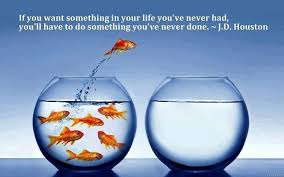 If you want something in your life you've never had,
you'll have to do something you've never done. ~ J.D. Houston